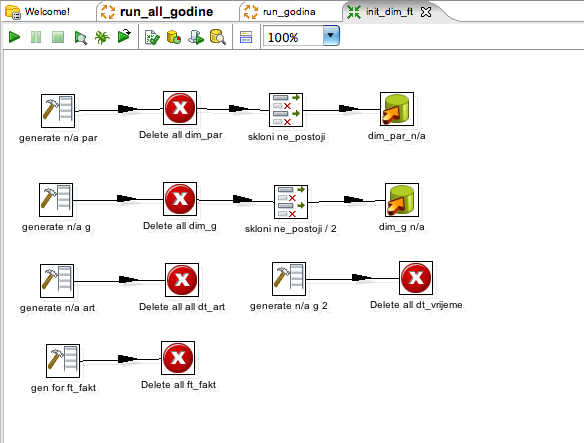 Welcome! run_all_godine run_godina init_dim_ft
100%
generate n/a par Delete all dim_par skloni ne_postoji dim_par_n/a
generate n/a g Delete all dim_g skloni ne_postoji / 2 dim_g n/a
generate n/a art Delete all all dt_art generate n/a g 2 Delete all dt_vrijeme
gen for ft_fakt Delete all ft_fakt